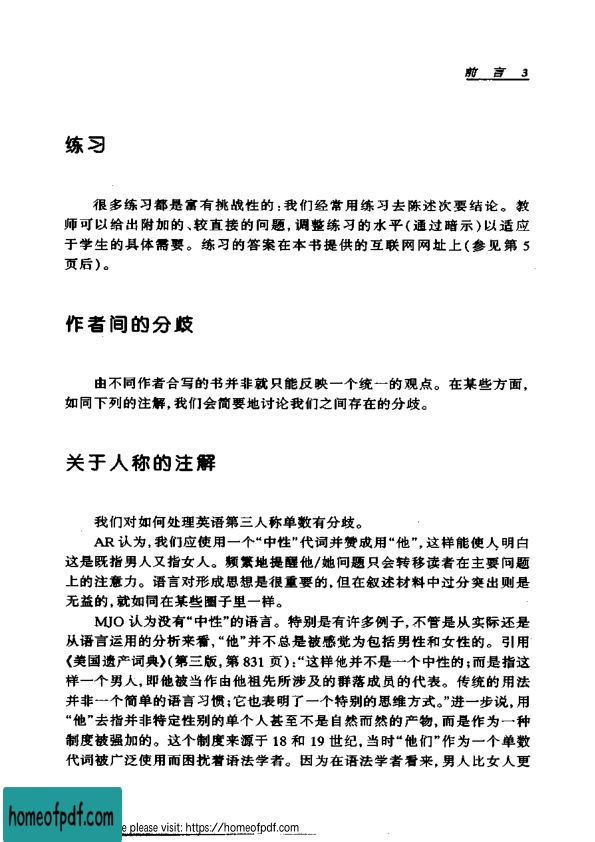 前 言 3
练习
很多练习都是富有挑战性的:我们经常用练习去陈述次要结论。教
师可以给出附加的、较直接的问题,调整练习的水平(通过暗示)以适应
于学生的具体需要。练习的答案在本书提供的互联网网址上(参见第 5
页后)。
作者间的分歧
由不同作者合写的书并非就只能反映一个统一的观点。在某些方面,
如同下列的注解,我们会简要地讨论我们之间存在的分歧。
关于人称的注解
我们对如何处理英语第三人称单数有分歧。
AR 认为,我们应使用一个“中性”代词并赞成用“他”,这样能使人明白
这是既指男人又指女人。频繁地提醒他/她问题只会转移读者在主要问题
上的注意力。语言对形成思想是很重要的,但在叙述材料中过分突出则是
无益的,就如同在某些圈子里一样。
MJO 认为没有“中性”的语言。特别是有许多例子,不管是从实际还是
从语言运用的分析来看,“他”并不总是被感觉为包括男性和女性的。引用
《美国遗产词典》(第三版,第 831 页):“这样他并不是一个中性的;而是指这
样一个男人,即他被当作由他祖先所涉及的群落成员的代表。传统的用法
并非一个简单的语言习惯;它也表明了一个特别的思维方式。”进一步说,用
“他”去指并非特定性别的单个人甚至不是自然而然的产物,而是作为一种
制度被强加的。这个制度来源于 18 和 19 世纪,当时“他们”作为一个单数
代词被广泛使用而困扰着语法学者。因为在语法学者看来,男人比女人更
homeofpdf.com
e please visit: https://homeofpdf.com